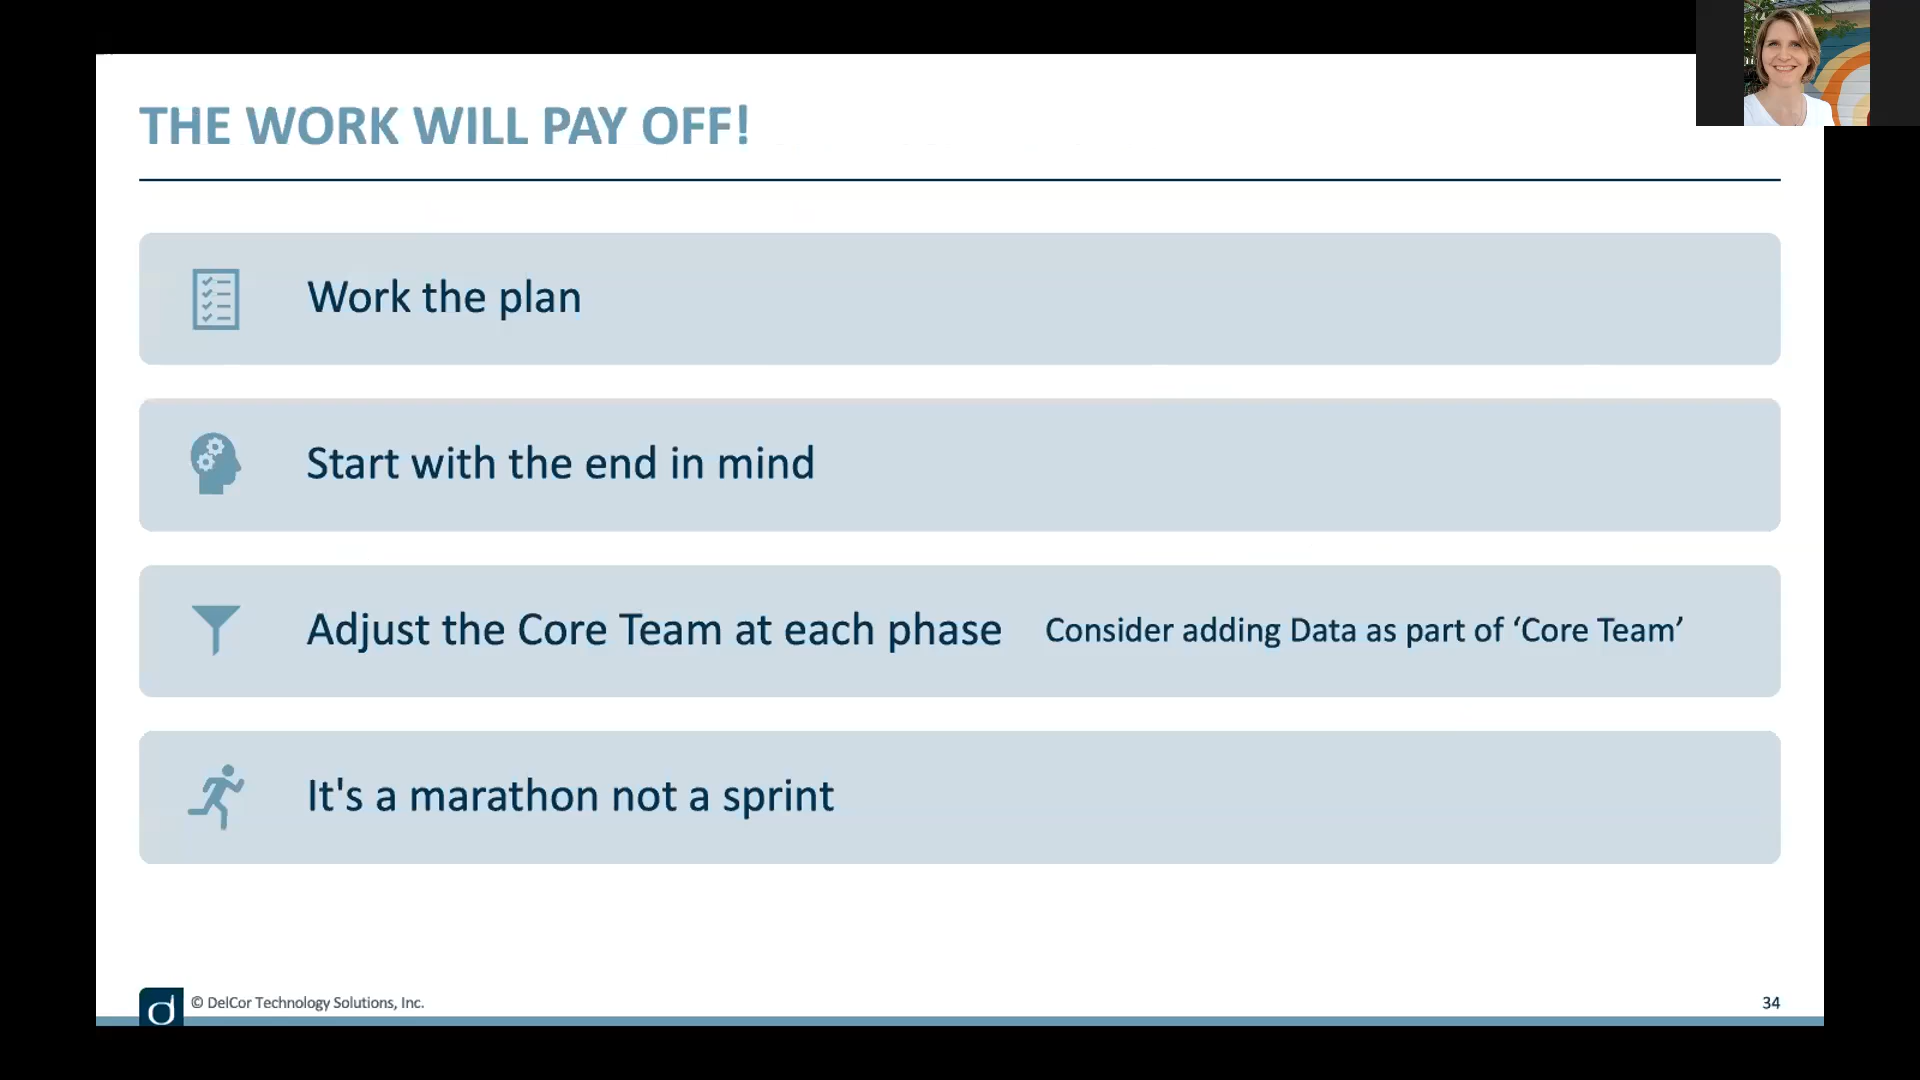 THE WORK WILL PAY OFF!
Work the plan
Start with the end in mind
Adjust the Core Team at each phase Consider adding Data as part of ‘Core Team’
It's a marathon not a sprint
© DelCor Technology Solutions, Inc.
34